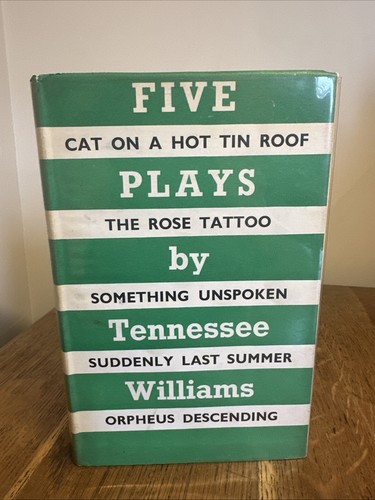 FIVE
CAT ON A HOT TIN ROOF
PLAYS
THE ROSE TATTOO
by
SOMETHING UNSPOKEN
Tennessee
SUDDENLY LAST SUMMER
Williams
ORPHEUS DESCENDING